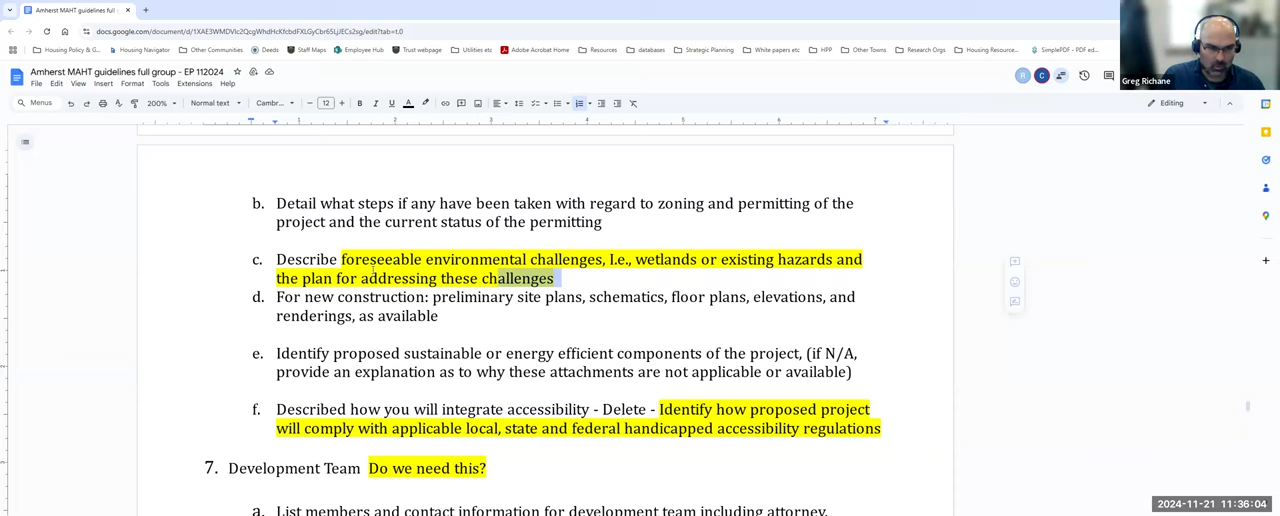 Amherst MAHT guidelines full g
docs.google.com/document/d/1XAE3WMDVic2QcgWhdHcKfcbdFXLGyCbr65LJECs2sg/edit?tab=t.0
Housing Policy & G... Housing Navigator Other Communities Deeds Staff Maps Employee Hub Trust webpage Utilities etc Adobe Acrobat Home Resources databases Strategic Planning White papers etc HPP Other Towns Research Orgs Housing Resource... SimplePDF - PDF ed...
Amherst MAHT guidelines full group - EP 112024
File Edit View Insert Format Tools Extensions Help
Menus 200% Normal text Cambr... 12 Editing
Greg Richane
1 2 3 4 5 6 7
b. Detail what steps if any have been taken with regard to zoning and permitting of the
project and the current status of the permitting
c. Describe foreseeable environmental challenges, I.e., wetlands or existing hazards and
the plan for addressing these challenges
d. For new construction: preliminary site plans, schematics, floor plans, elevations, and
renderings, as available
e. Identify proposed sustainable or energy efficient components of the project, (if N/A,
provide an explanation as to why these attachments are not applicable or available)
f. Described how you will integrate accessibility - Delete - Identify how proposed project
will comply with applicable local, state and federal handicapped accessibility regulations
7. Development Team Do we need this?
a. List members and contact information for development team including attorney,
2024-11-21 11:36:04